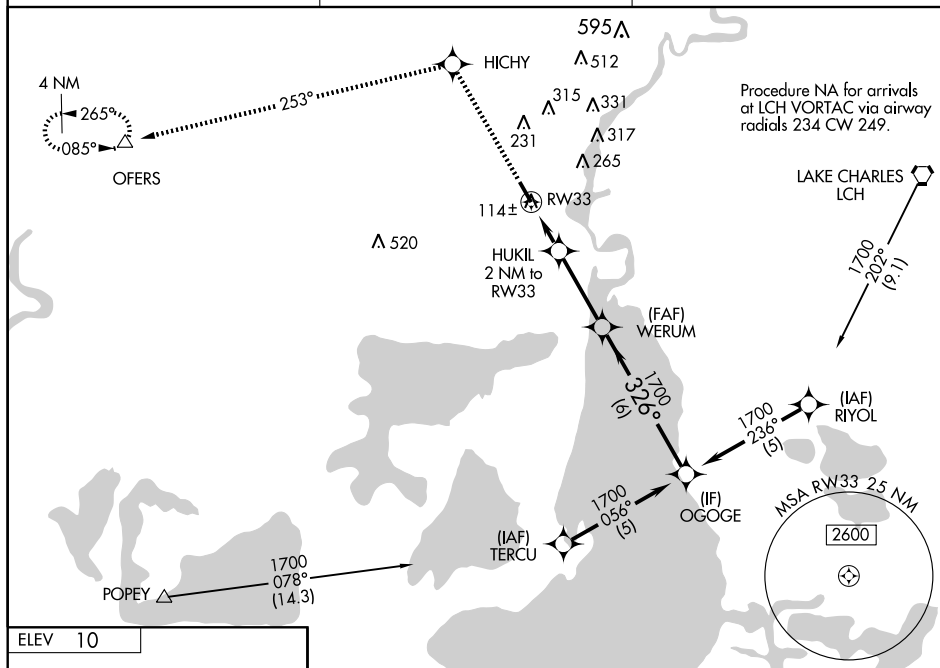 595
512
HICHY
4 NM
265°
253°
315
331
231
317
085°
265
OFERS
Procedure NA for arrivals
at LCH VORTAC via airway
radials 234 CW 249.
LAKE CHARLES
LCH
RW33
114±
520
HUKIL
2 NM to
RW33
1700
202°
(9.1)
(FAF)
WERUM
1700
326°
(6)
(IAF)
RIYOL
1700
236°
(5)
(IF)
OGOGE
1700
056°
(5)
(IAF)
TERCU
MSA RW33 25 NM
2600
1700
078°
(14.3)
POPEY
ELEV 10